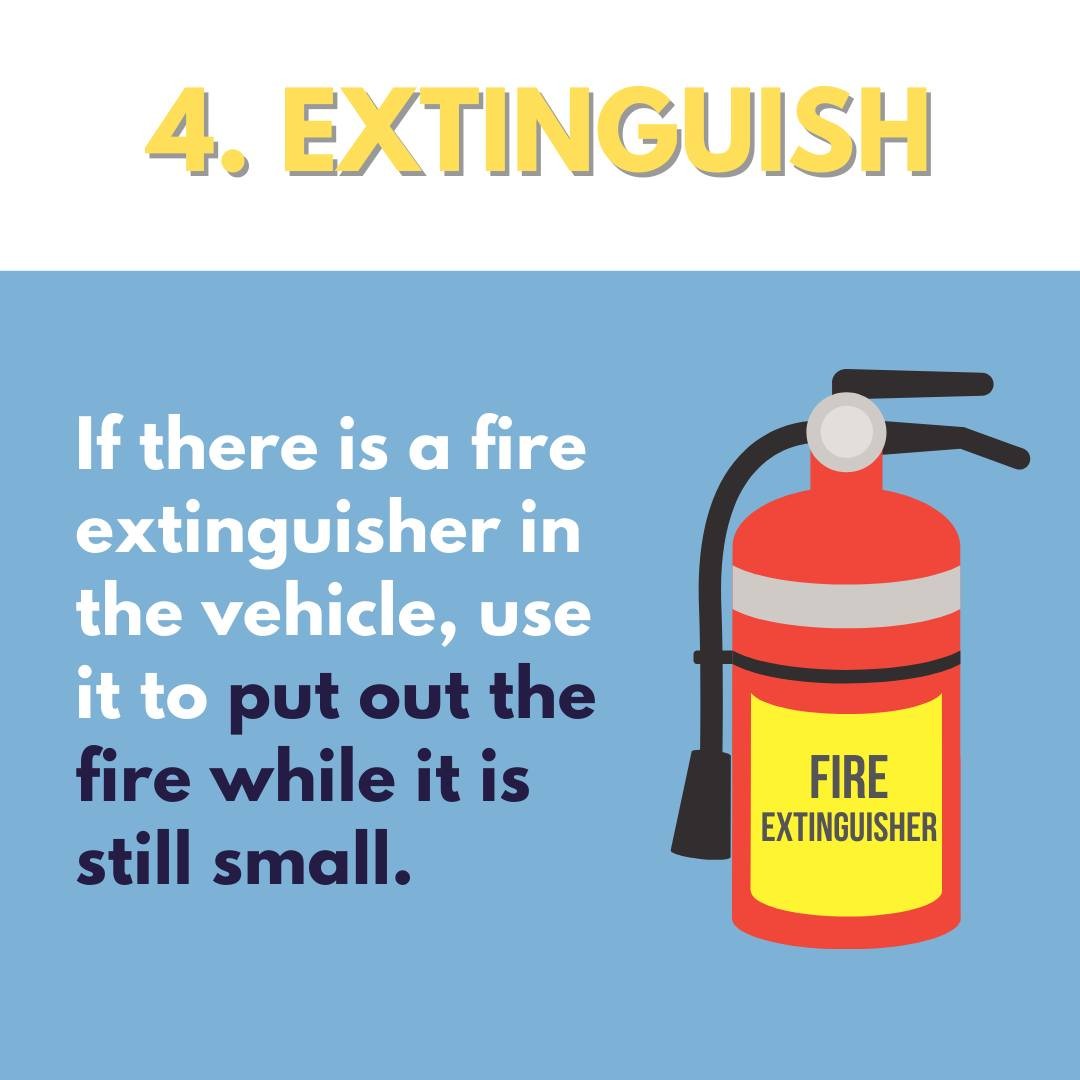 4. EXTINGUISH
If there is a fire
extinguisher in
the vehicle, use
it to put out the
fire while it is
still small.
FIRE
EXTINGUISHER